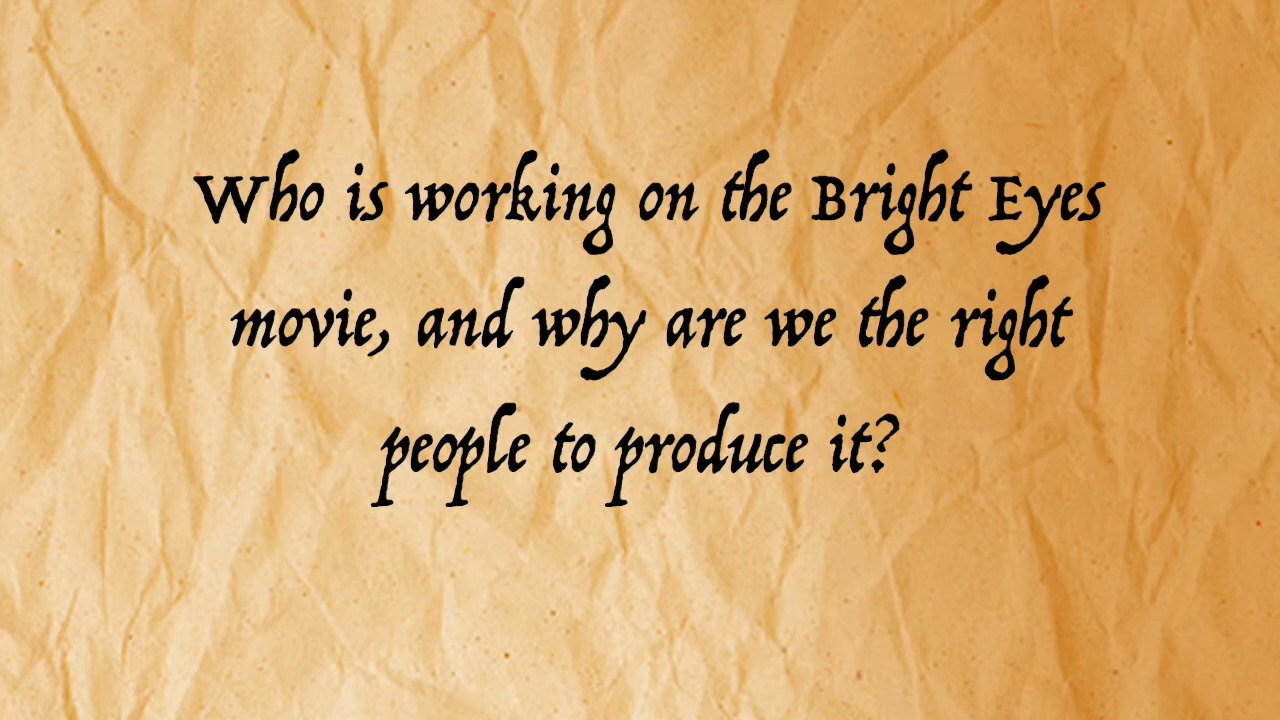 Who is working on the Bright Eyes
movie, and why are we the right
people to produce it?